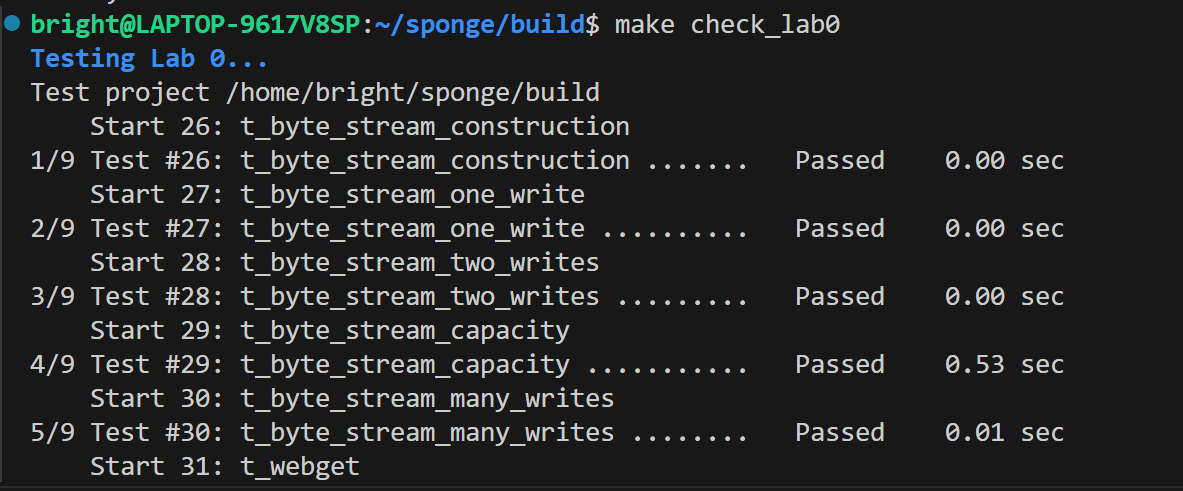 bright@LAPTOP-9617V8SP:~/sponge/build$ make check_lab0
Testing Lab 0...
Test project /home/bright/sponge/build
    Start 26: t_byte_stream_construction
1/9 Test #26: t_byte_stream_construction .......   Passed    0.00 sec
    Start 27: t_byte_stream_one_write
2/9 Test #27: t_byte_stream_one_write ..........   Passed    0.00 sec
    Start 28: t_byte_stream_two_writes
3/9 Test #28: t_byte_stream_two_writes .........   Passed    0.00 sec
    Start 29: t_byte_stream_capacity
4/9 Test #29: t_byte_stream_capacity ...........   Passed    0.53 sec
    Start 30: t_byte_stream_many_writes
5/9 Test #30: t_byte_stream_many_writes ........   Passed    0.01 sec
    Start 31: t_webget